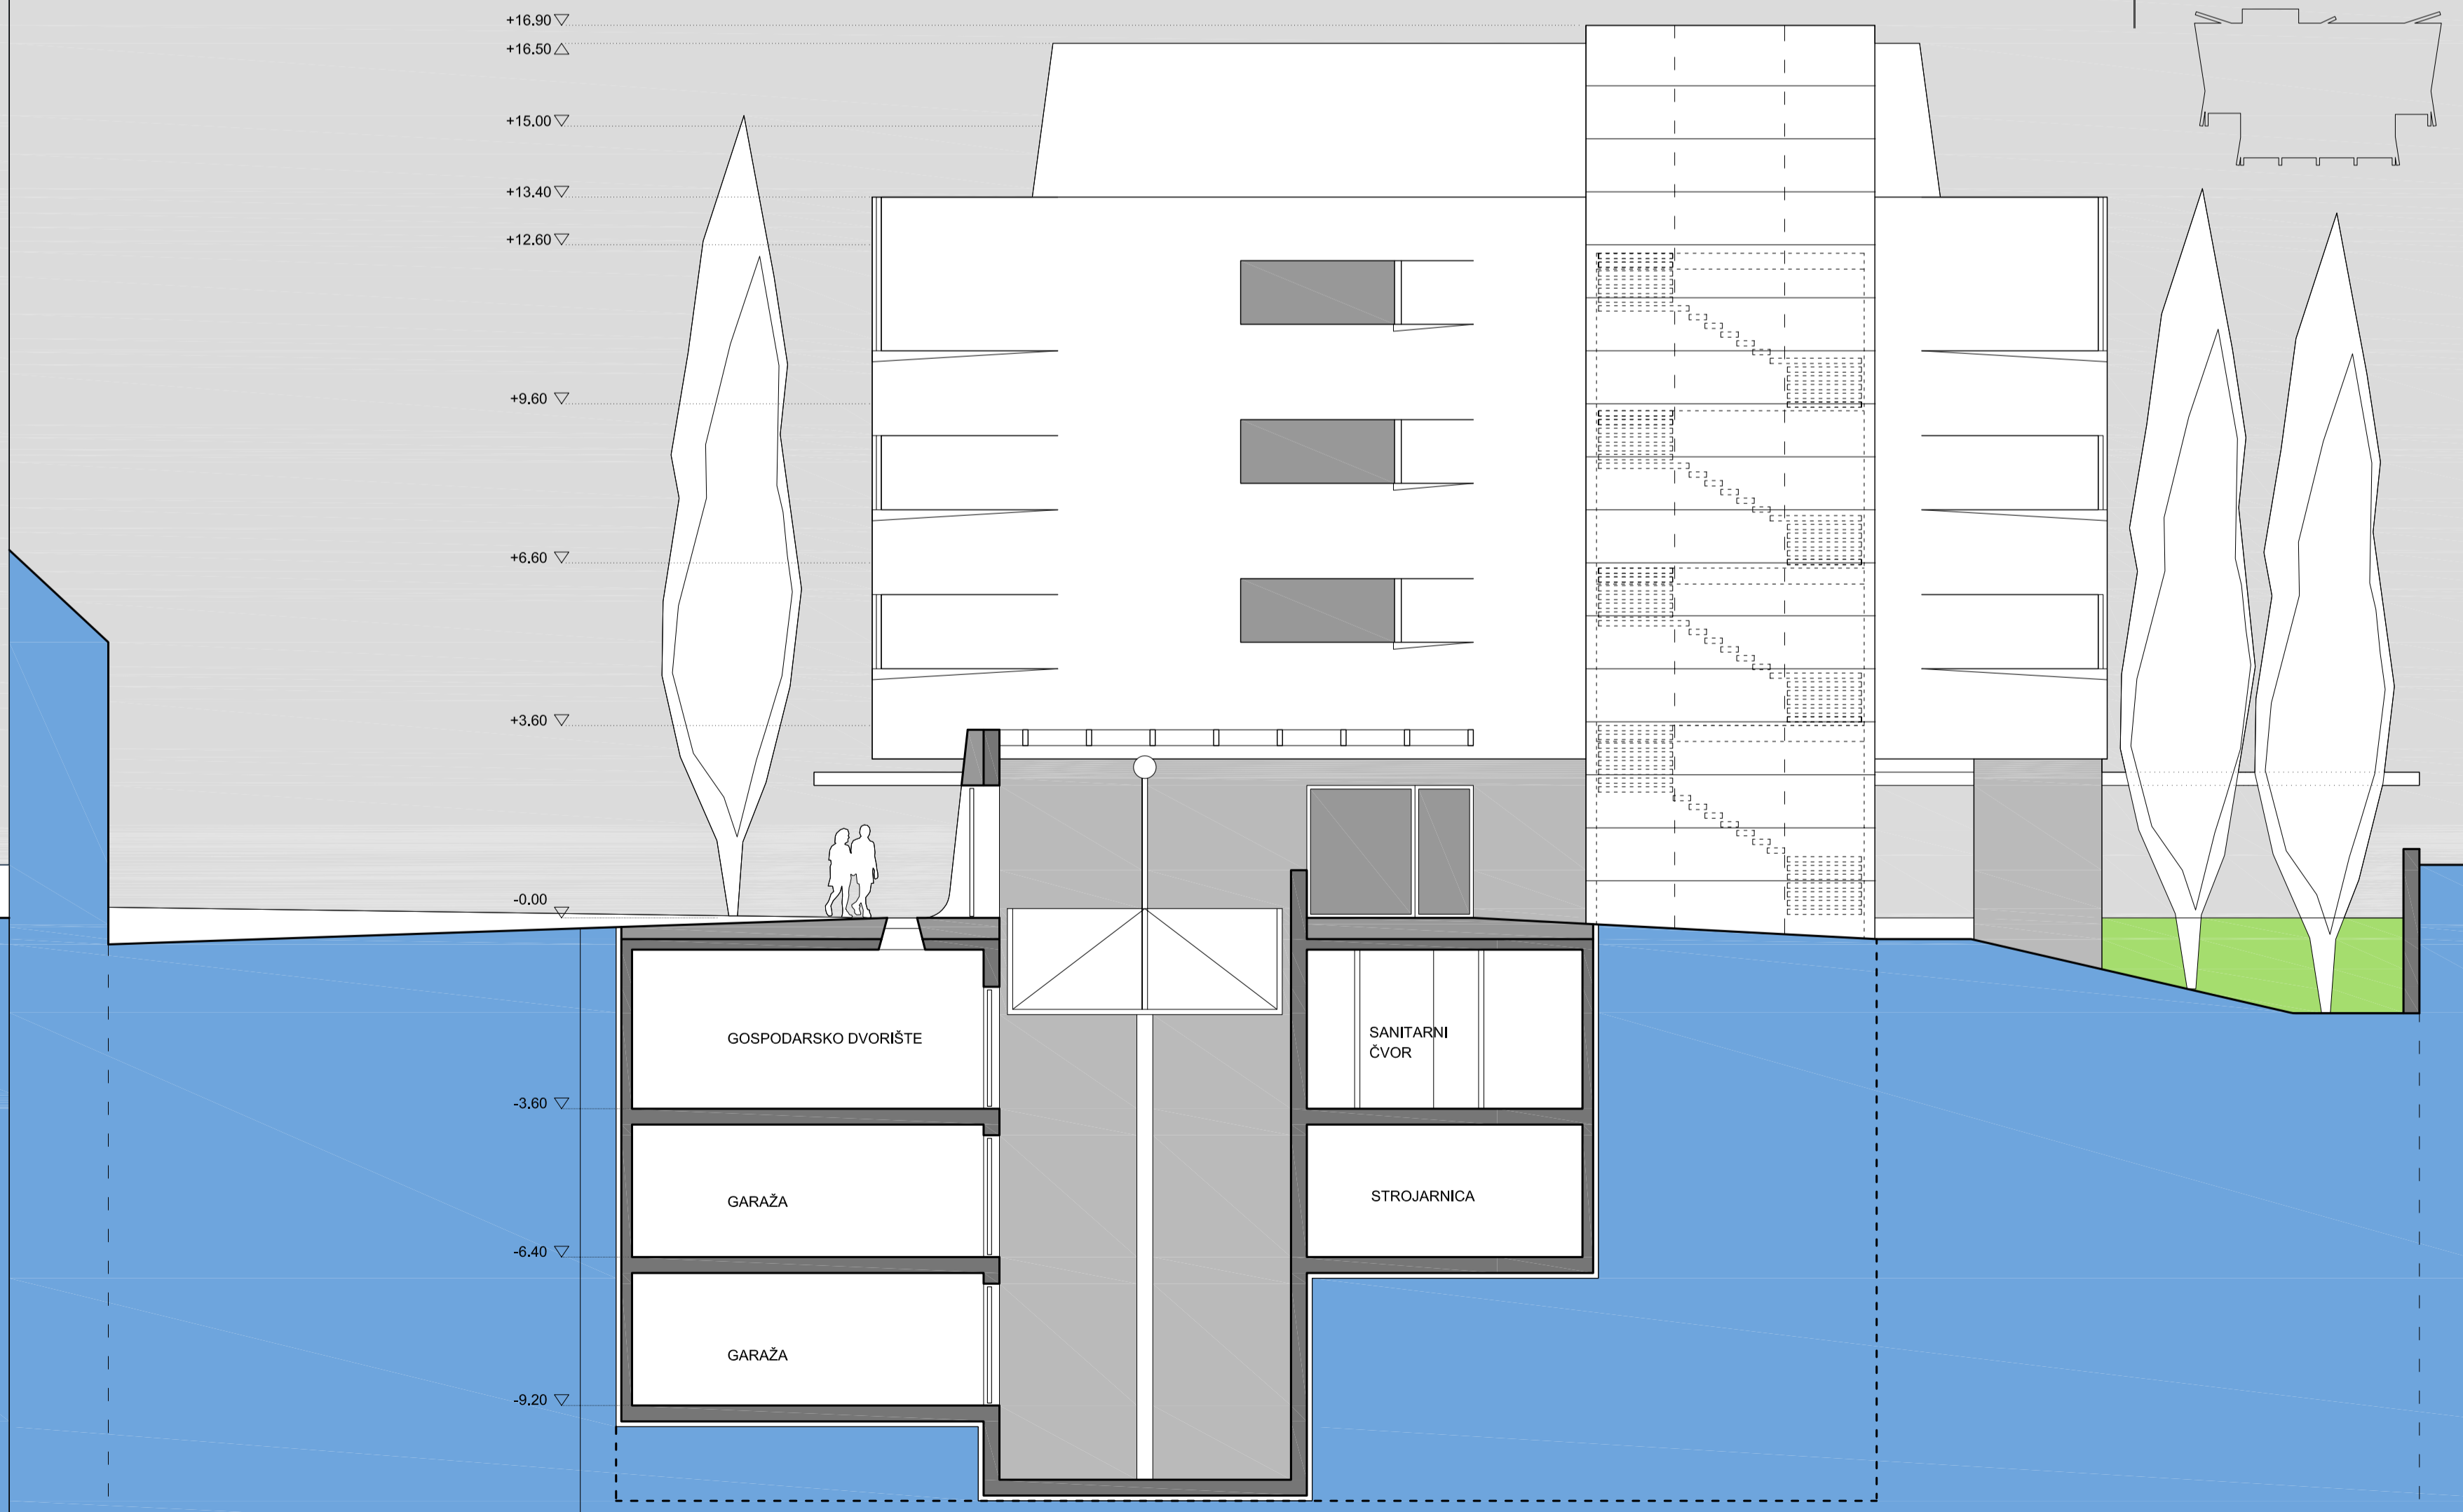 +16.90
+16.50
+15.00
+13.40
+12.60
+9.60
+6.60
+3.60
-0.00
GOSPODARSKO DVORIŠTE
SANITARNI
ČVOR
-3.60
GARAŽA
STROJARNICA
-6.40
GARAŽA
-9.20